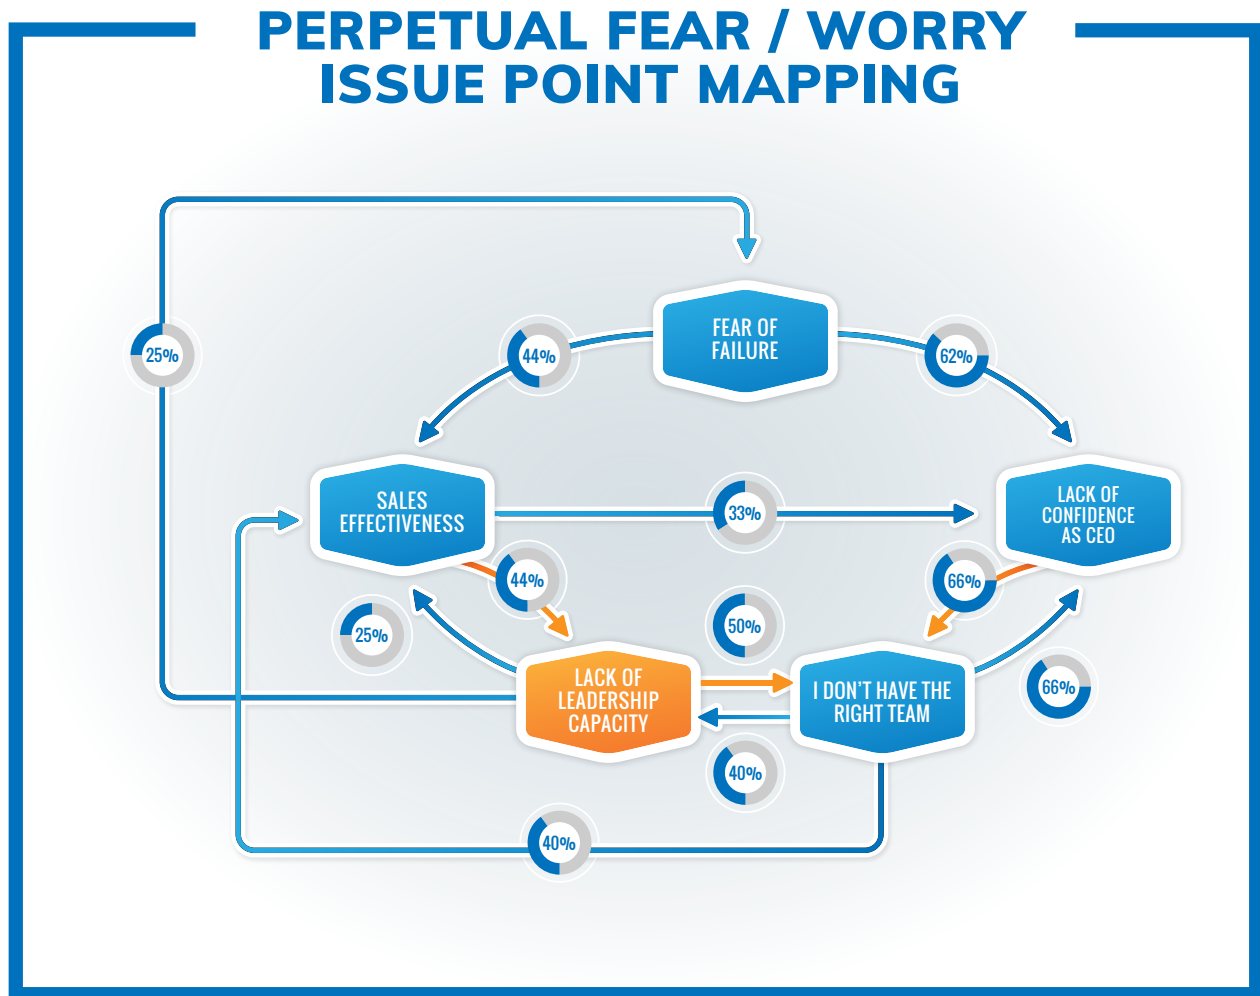 PERPETUAL FEAR / WORRY
ISSUE POINT MAPPING
FEAR OF
FAILURE
25%
44%
62%
SALES
EFFECTIVENESS
33%
LACK OF
CONFIDENCE
AS CEO
44%
66%
25%
50%
LACK OF
LEADERSHIP
CAPACITY
I DON'T HAVE THE
RIGHT TEAM
66%
40%
40%